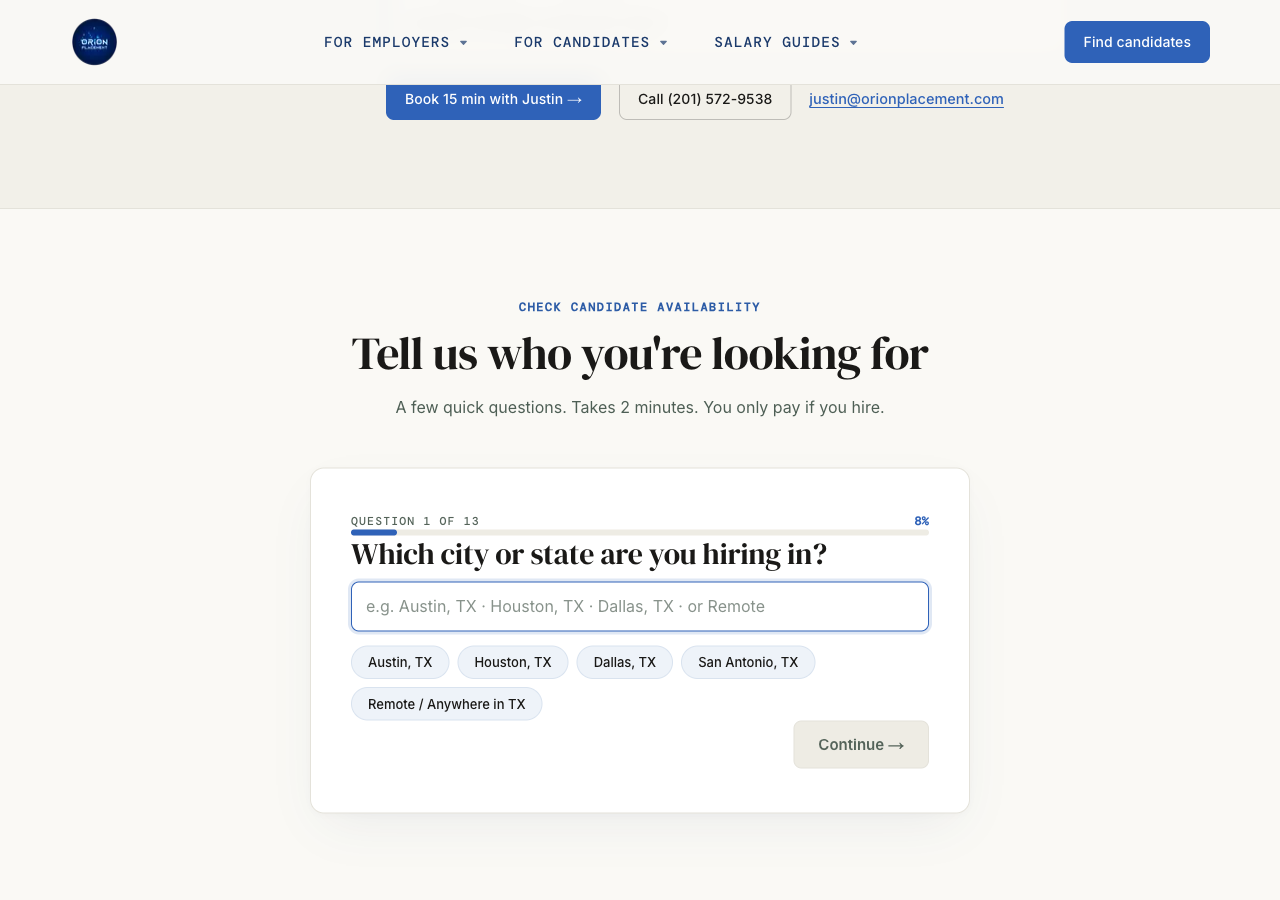 ORION
PLACEMENT
FOR EMPLOYERS
FOR CANDIDATES
SALARY GUIDES
Find candidates
Book 15 min with Justin →
Call (201) 572-9538
justin@orionplacement.com
CHECK CANDIDATE AVAILABILITY
Tell us who you're looking for
A few quick questions. Takes 2 minutes. You only pay if you hire.
QUESTION 1 OF 13
8%
Which city or state are you hiring in?
e.g. Austin, TX · Houston, TX · Dallas, TX · or Remote
Austin, TX
Houston, TX
Dallas, TX
San Antonio, TX
Remote / Anywhere in TX
Continue →